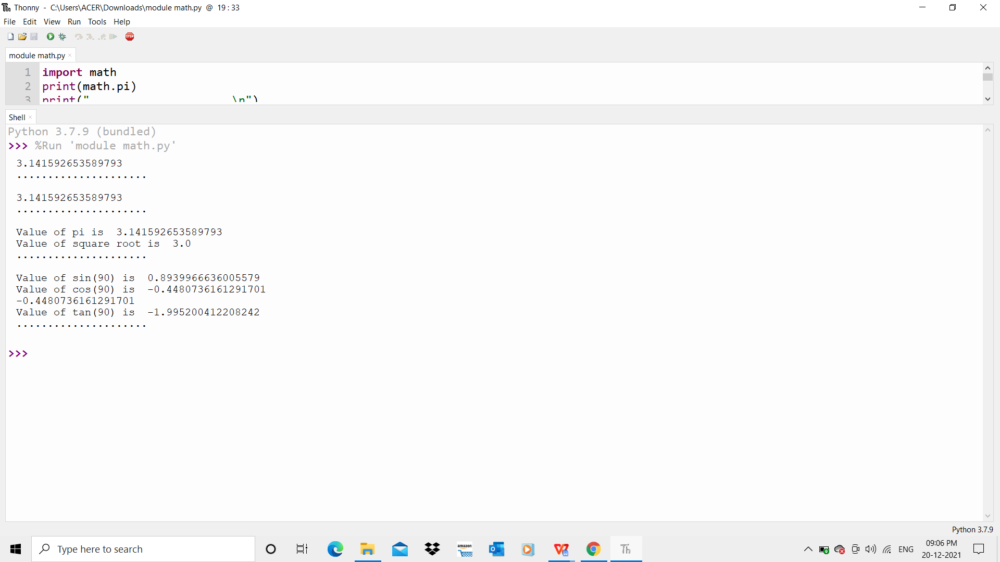 Thonny - C:\Users\ACER\Downloads\module math.py @ 19 : 33
File Edit View Run Tools Help
STOP
module math.py ×
1 import math
2 print(math.pi)
3 print(" \n")
Shell ×
Python 3.7.9 (bundled)
>>> %Run 'module math.py'
3.141592653589793
.....................
3.141592653589793
.....................
Value of pi is  3.141592653589793
Value of square root is  3.0
.....................
Value of sin(90) is  0.8939966636005579
Value of cos(90) is  -0.4480736161291701
-0.4480736161291701
Value of tan(90) is  -1.995200412208242
.....................
>>>
Python 3.7.9
Type here to search
amazon
Th
ENG
09:06 PM
20-12-2021